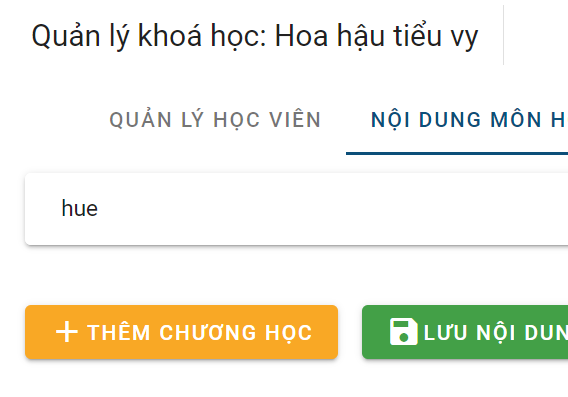 Quản lý khoá học: Hoa hậu tiểu vy
QUẢN LÝ HỌC VIÊN NỘI DUNG MÔN H
hue
THÊM CHƯƠNG HỌC LƯU NỘI DUN